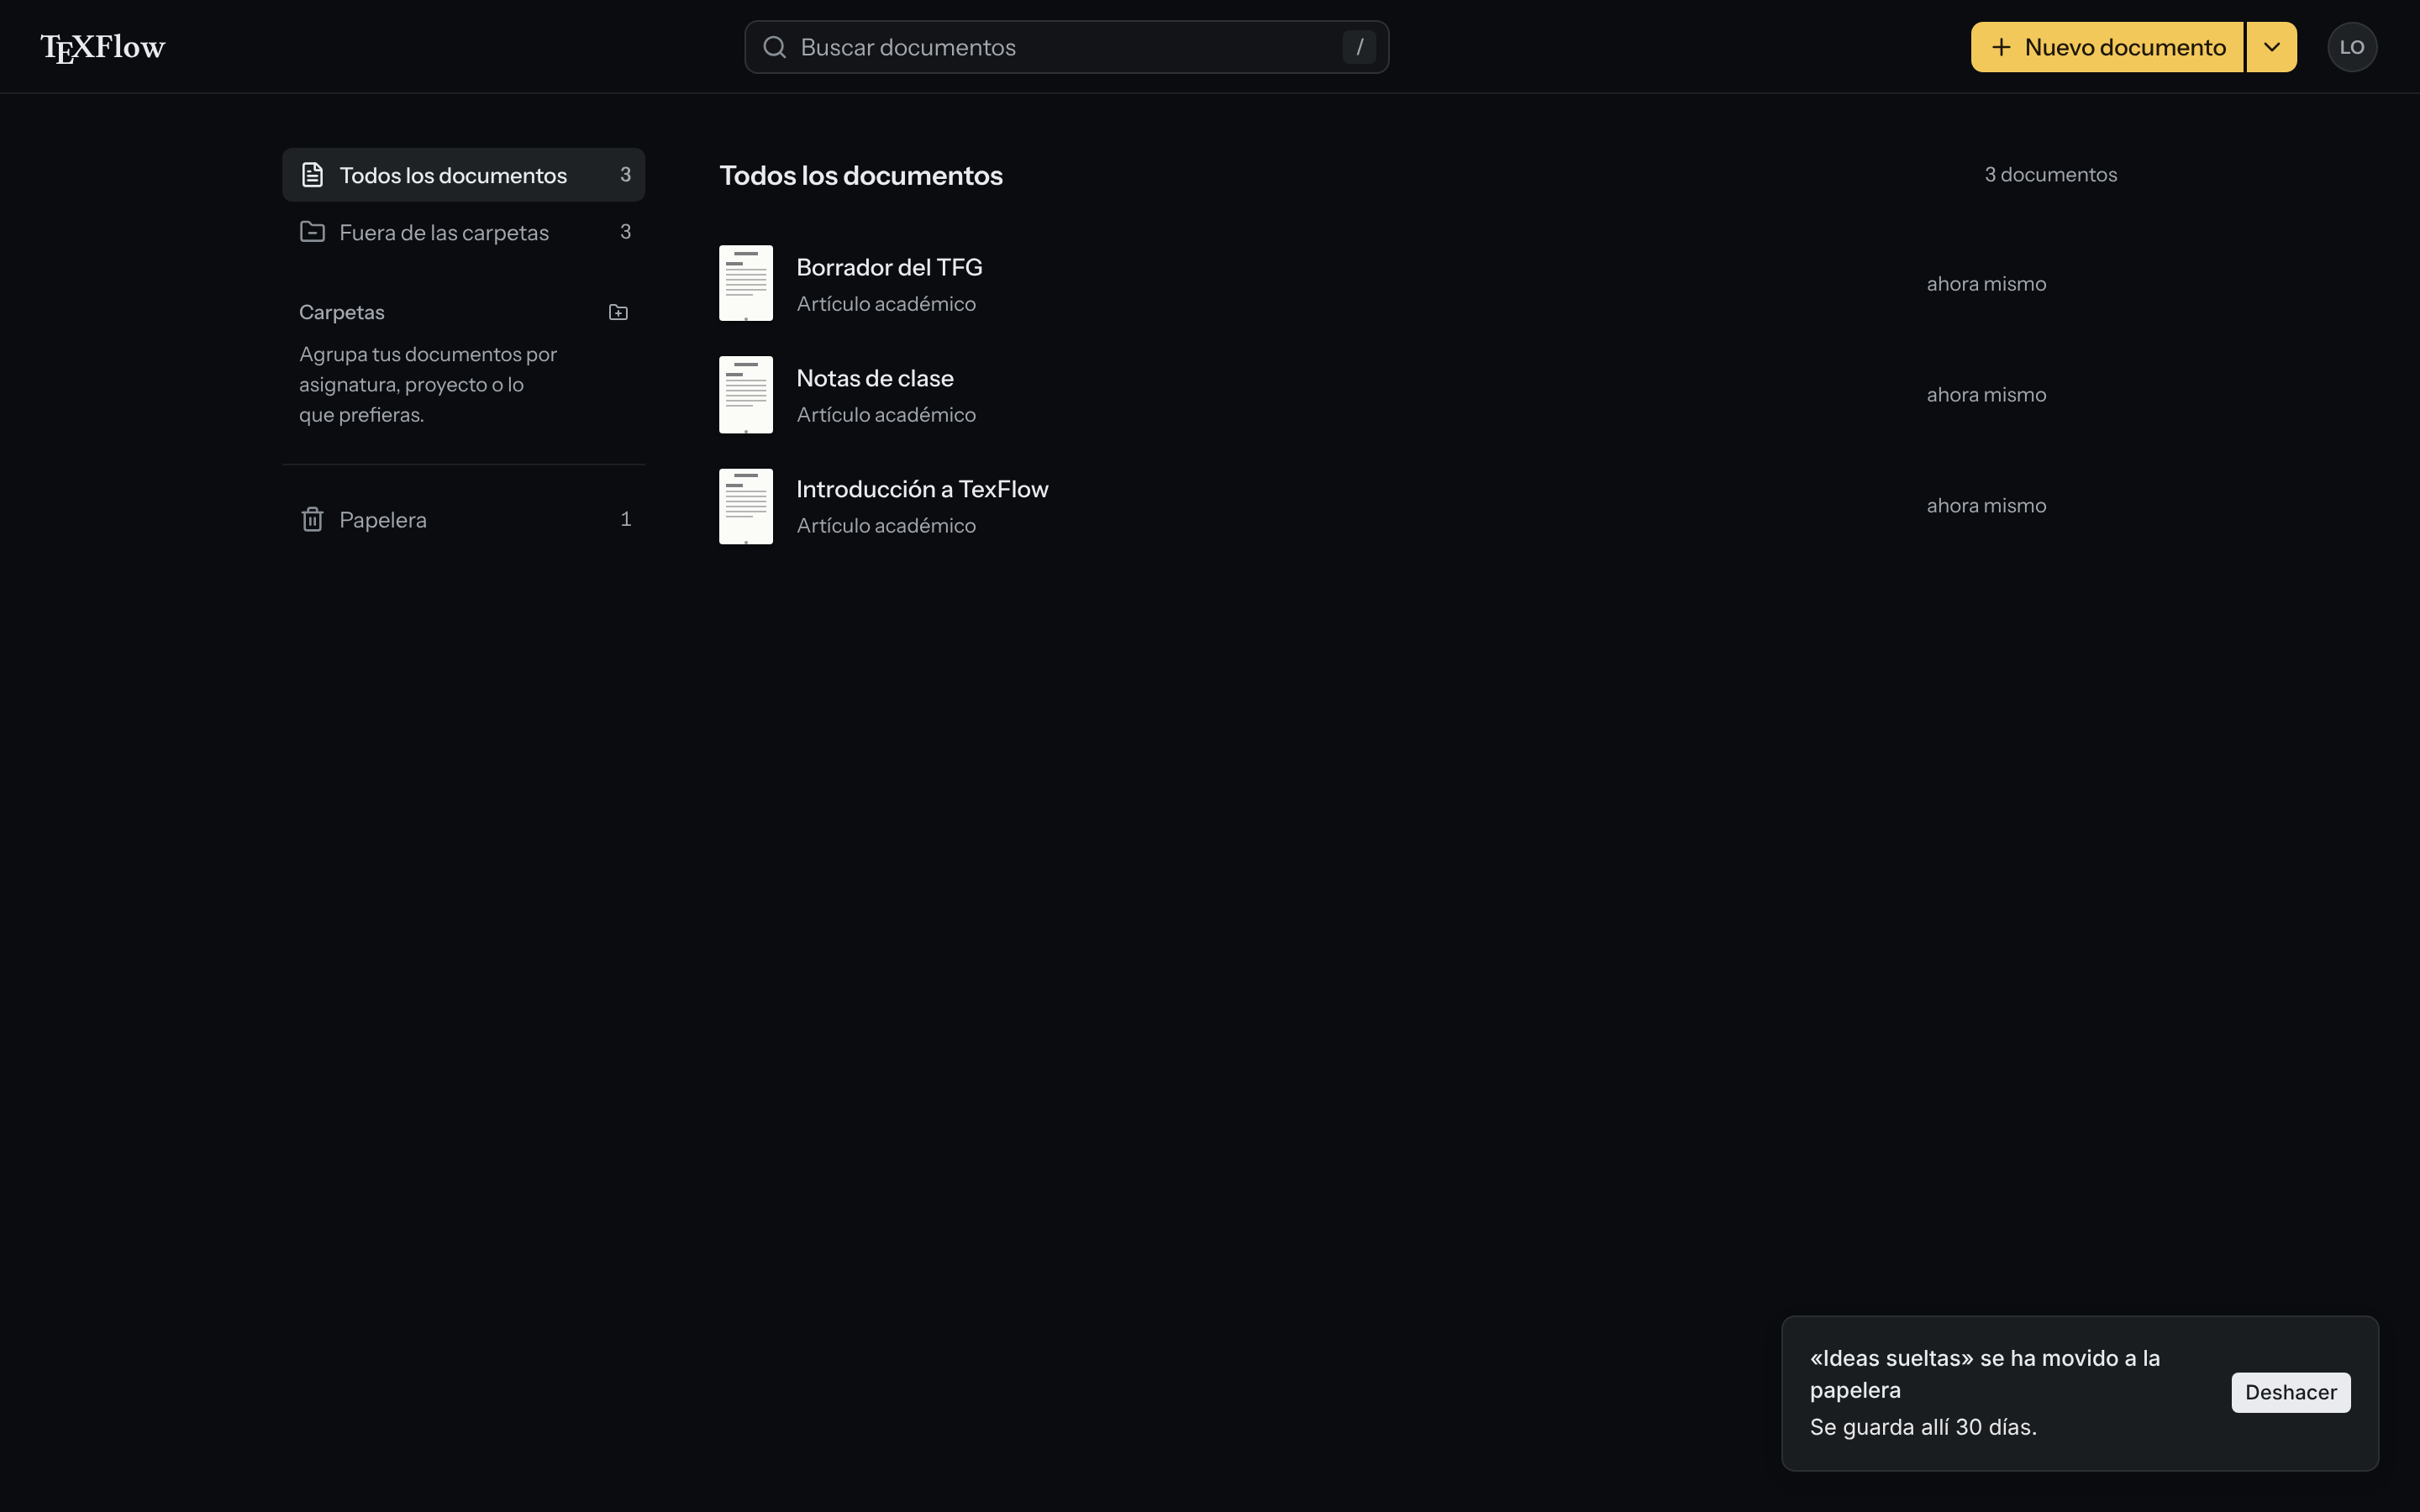 TEXFlow
Buscar documentos
/
Nuevo documento
LO
Todos los documentos
3
Fuera de las carpetas
3
Carpetas
Agrupa tus documentos por
asignatura, proyecto o lo
que prefieras.
Papelera
1
Todos los documentos
3 documentos
Borrador del TFG
Artículo académico
ahora mismo
Notas de clase
Artículo académico
ahora mismo
Introducción a TexFlow
Artículo académico
ahora mismo
«Ideas sueltas» se ha movido a la
papelera
Se guarda allí 30 días.
Deshacer